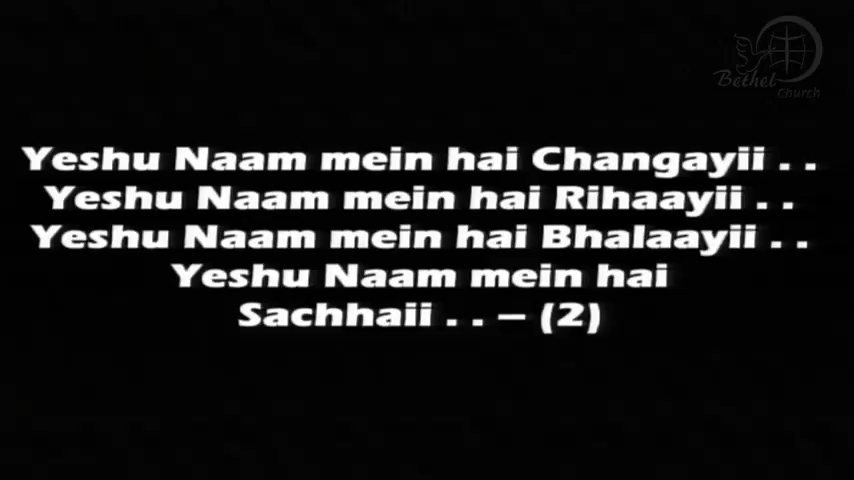 Bethel
Church
Yeshu Naam mein hai Changayii . .
Yeshu Naam mein hai Rihaayii . .
Yeshu Naam mein hai Bhalaayii . .
Yeshu Naam mein hai
Sachhaii . . – (2)